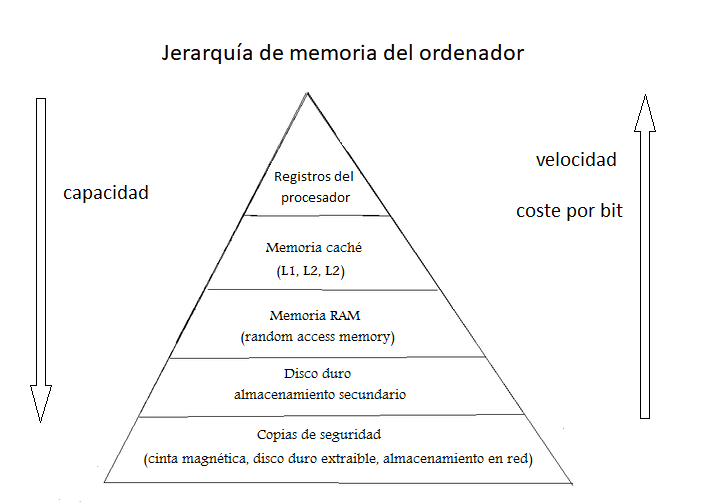 Jerarquía de memoria del ordenador
capacidad
velocidad
coste por bit
Registros del
procesador
Memoria caché
(L1, L2, L2)
Memoria RAM
(random access memory)
Disco duro
almacenamiento secundario
Copias de seguridad
(cinta magnética, disco duro extraíble, almacenamiento en red)